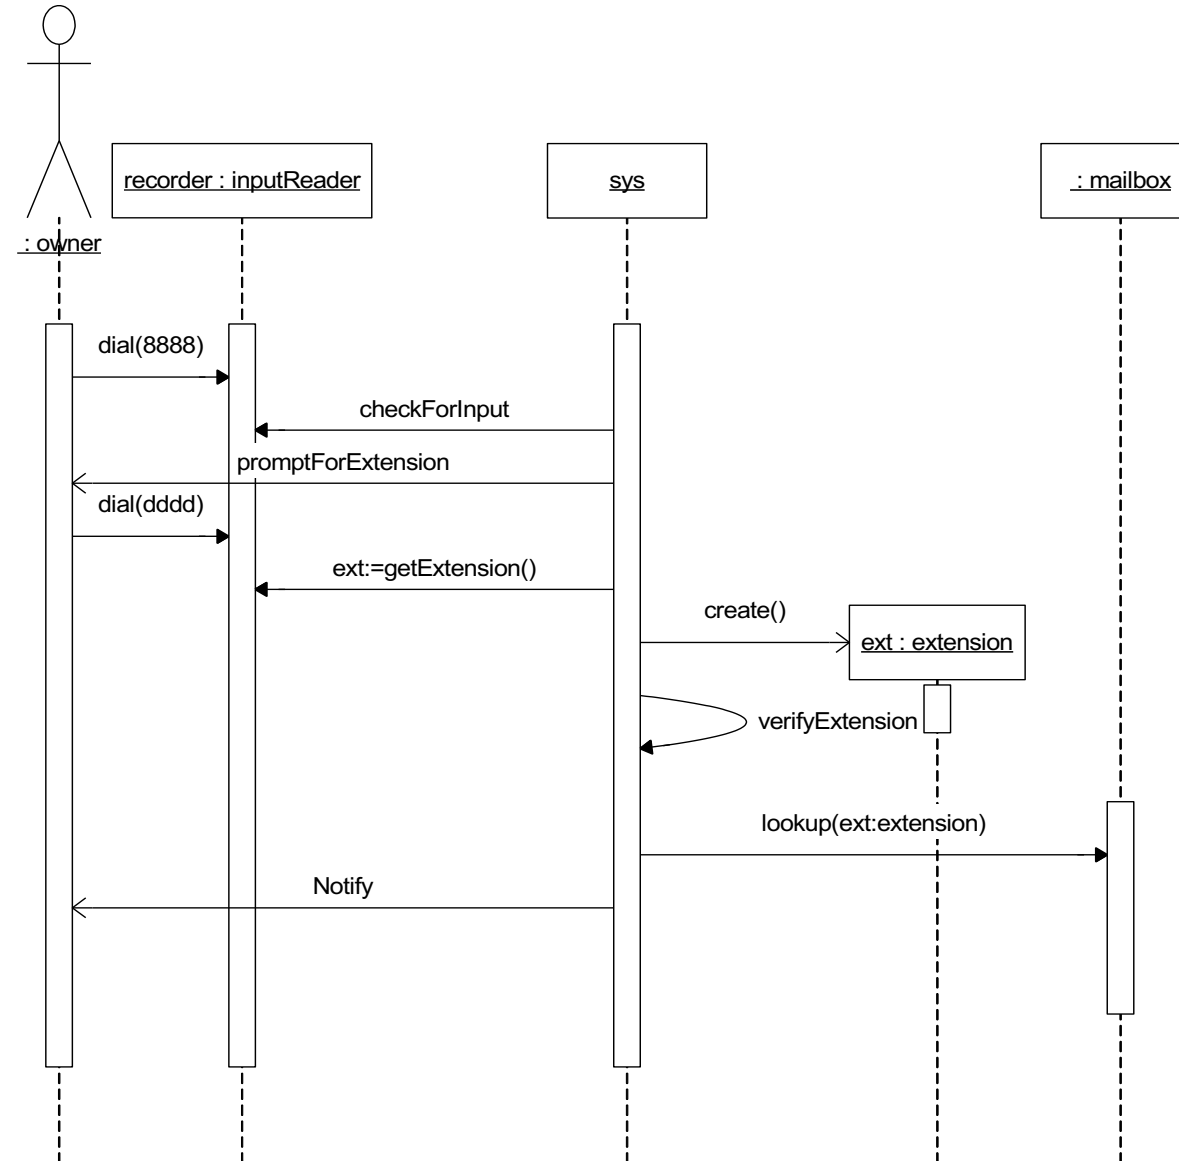 recorder : inputReader
sys
: mailbox
: owner
dial(8888)
checkForInput
promptForExtension
dial(dddd)
ext:=getExtension()
create()
ext : extension
verifyExtension
lookup(ext:extension)
Notify